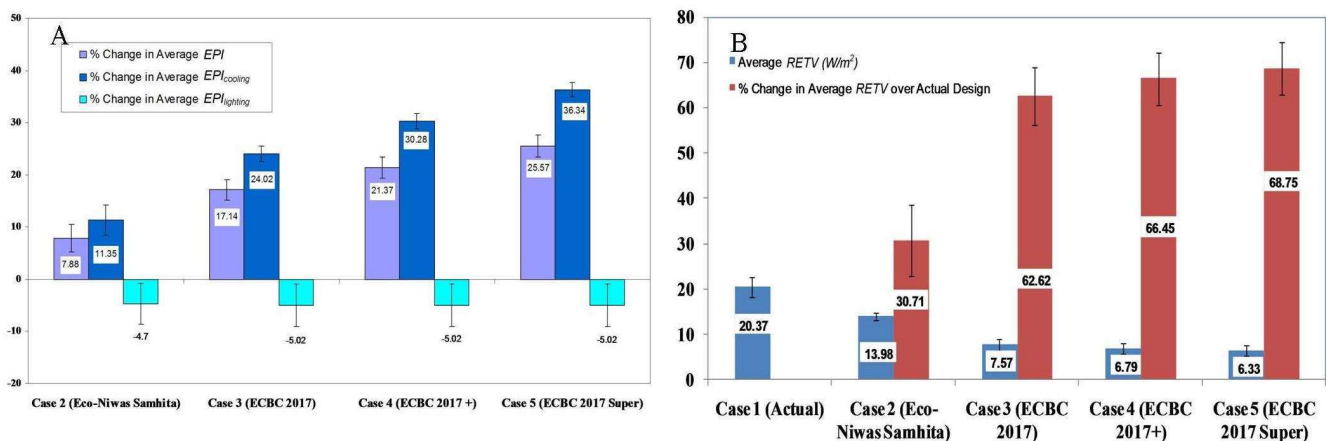 A
% Change in Average EPI
% Change in Average EPIcooling
% Change in Average EPIlighting
50
40
30
20
10
0
-10
-20
7.88
11.35
-4.7
17.14
24.02
-5.02
21.37
30.28
-5.02
25.57
36.34
-5.02
Case 2 (Eco-Niwas Samhita)
Case 3 (ECBC 2017)
Case 4 (ECBC 2017 +)
Case 5 (ECBC 2017 Super)
B
Average RETV (W/m²)
% Change in Average RETV over Actual Design
80
70
60
50
40
30
20
10
0
20.37
13.98
30.71
7.57
62.62
6.79
66.45
6.33
68.75
Case 1 (Actual)
Case 2 (Eco-
Niwas Samhita)
Case 3 (ECBC
2017)
Case 4 (ECBC
2017+)
Case 5 (ECBC
2017 Super)